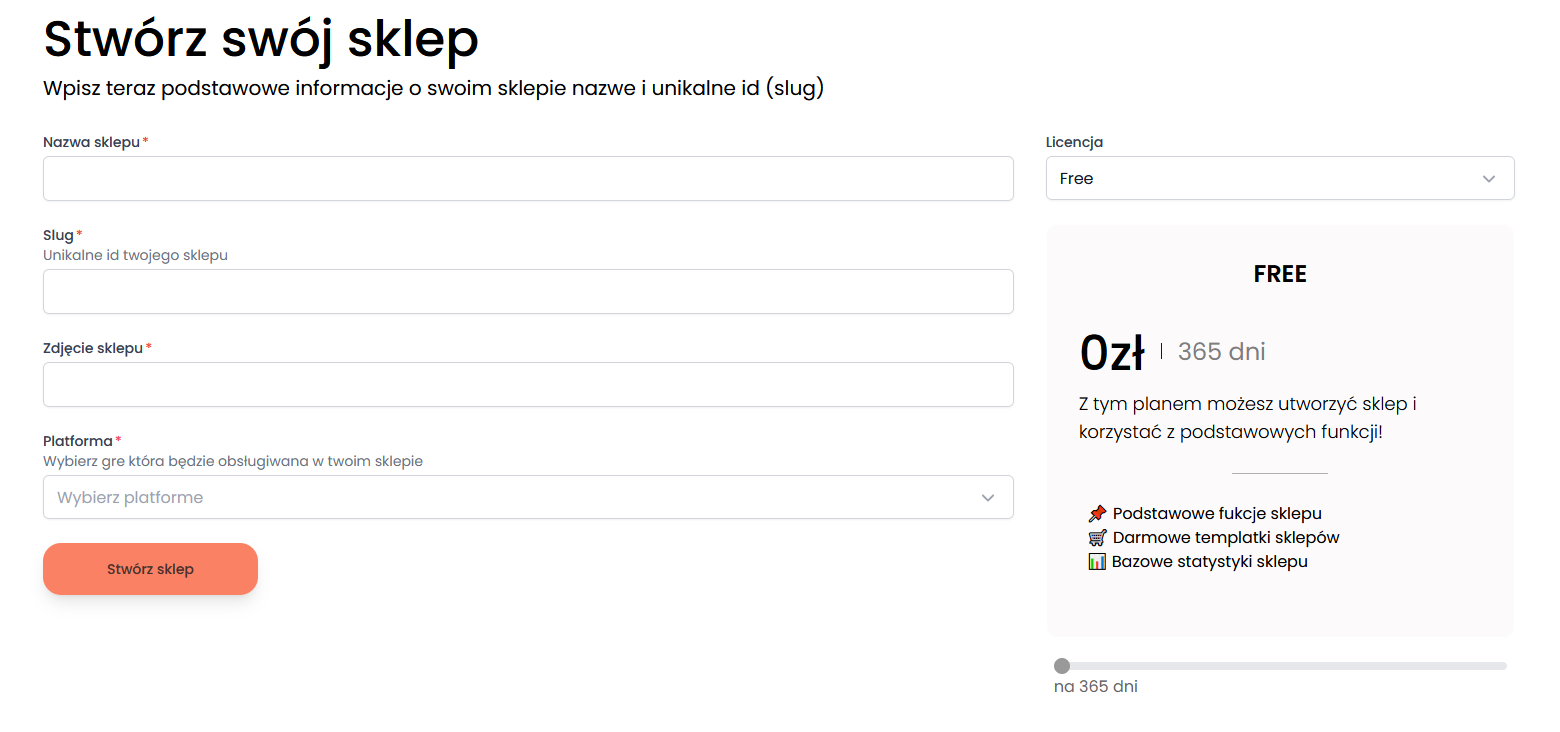 Stwórz swój sklep
Wpisz teraz podstawowe informacje o swoim sklepie nazwe i unikalne id (slug)
Nazwa sklepu *
Slug *
Unikalne id twojego sklepu
Zdjęcie sklepu *
Platforma *
Wybierz gre która będzie obsługiwana w twoim sklepie
Wybierz platforme
Stwórz sklep
Licencja
Free
FREE
0zł | 365 dni
Z tym planem możesz utworzyć sklep i
korzystać z podstawowych funkcji!
📌 Podstawowe fukcje sklepu
🛒 Darmowe templatki sklepów
📊 Bazowe statystyki sklepu
na 365 dni